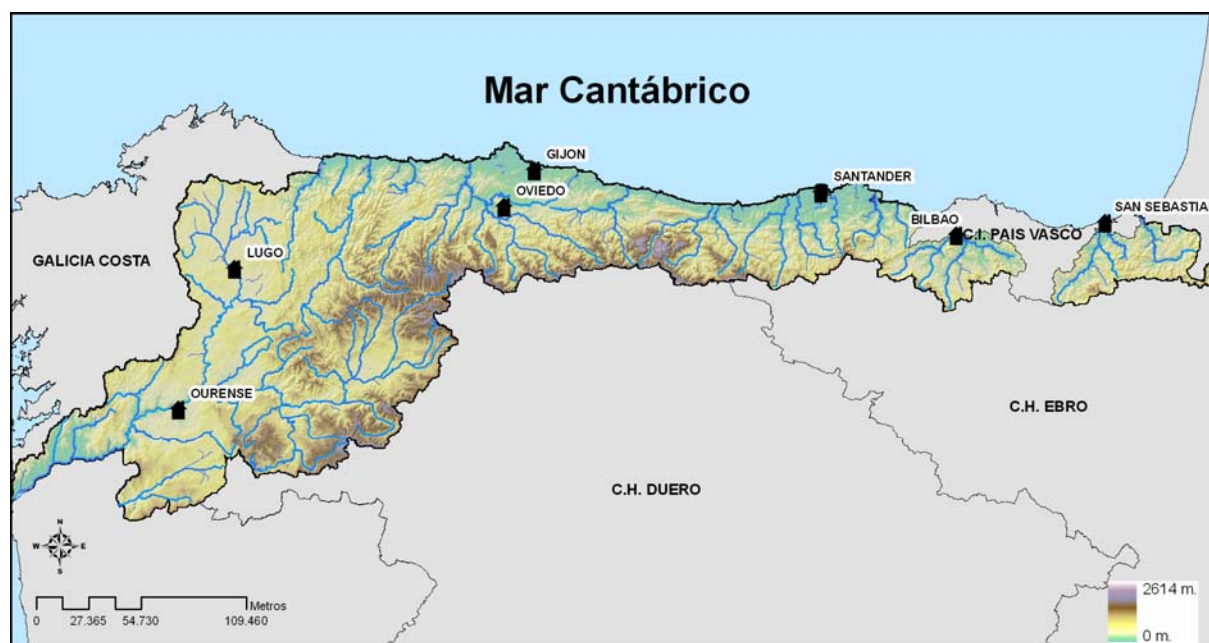 Mar Cantábrico
GIJON
OVIEDO
SANTANDER
SAN SEBASTIA
BILBAO
C.I. PAIS VASCO
LUGO
GALICIA COSTA
OURENSE
C.H. EBRO
C.H. DUERO
N
W E
S
Metros
0 27.365 54.730 109.460
2614 m.
0 m.